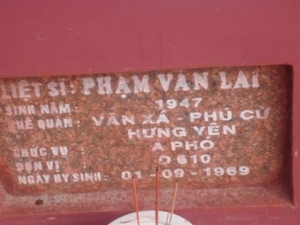 LIỆT SĨ: PHẠM VĂN LAI
SINH NĂM : 1947
QUÊ QUÁN : VĂN XÁ - PHÙ CỪ
HƯNG YÊN
CHỨC VỤ : A PHÓ
ĐƠN VỊ : D 610
NGÀY HY SINH: 01-09-1969